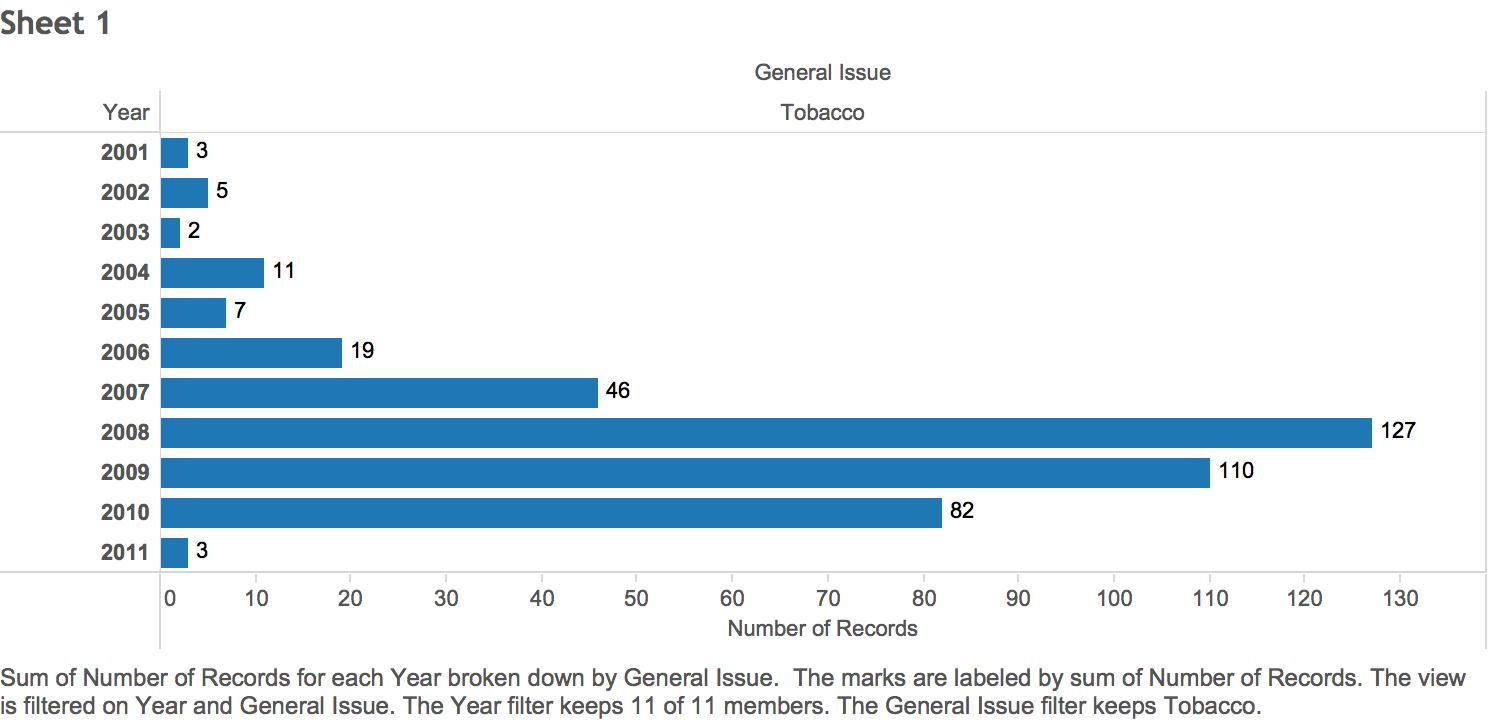 Sheet 1
General Issue
Year Tobacco
2001 3
2002 5
2003 2
2004 11
2005 7
2006 19
2007 46
2008 127
2009 110
2010 82
2011 3
0 10 20 30 40 50 60 70 80 90 100 110 120 130
Number of Records
Sum of Number of Records for each Year broken down by General Issue.  The marks are labeled by sum of Number of Records. The view
is filtered on Year and General Issue. The Year filter keeps 11 of 11 members. The General Issue filter keeps Tobacco.